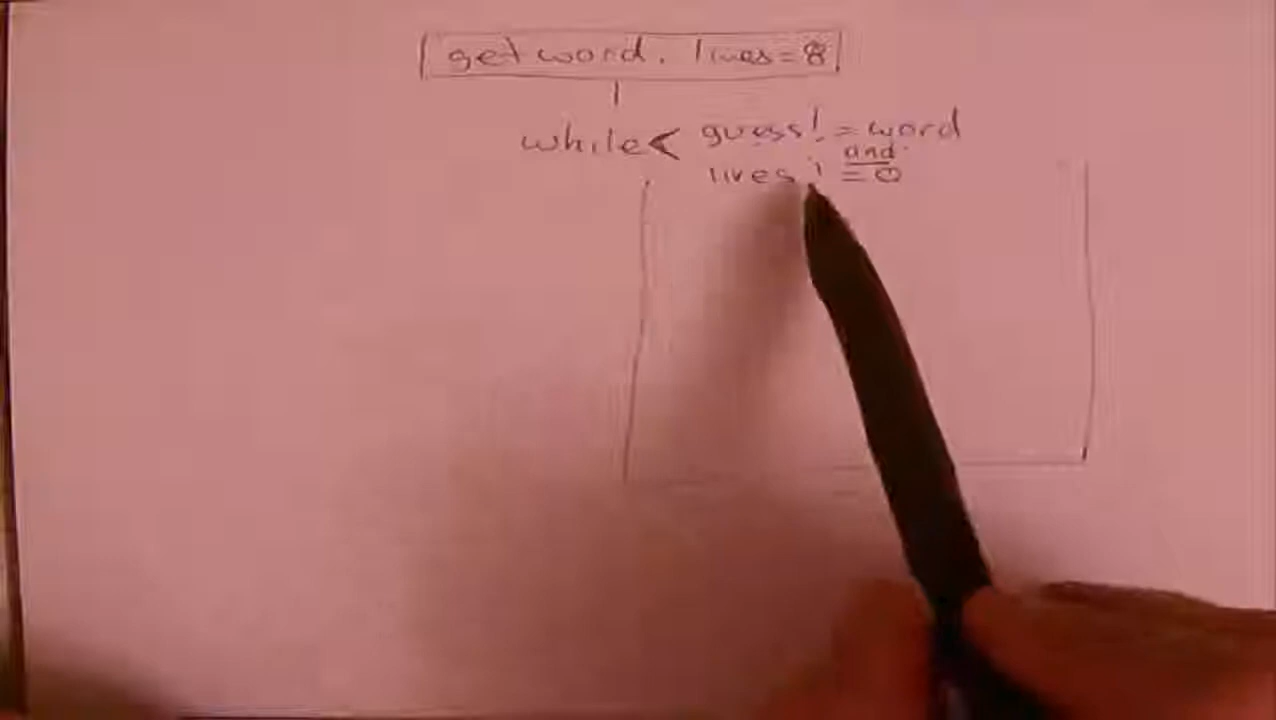 get word. lives=8
while< guess! = word
and
lives! = 0